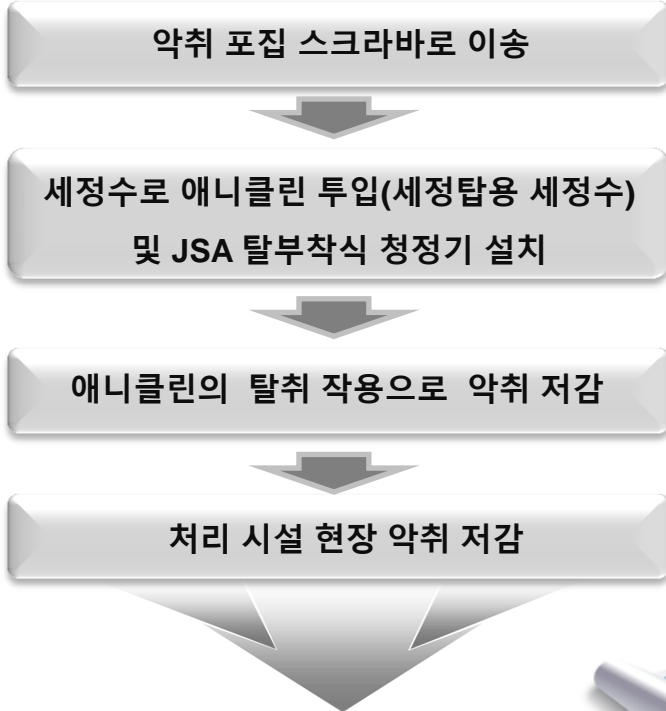 악취 포집 스크라바로 이송
세정수로 애니클린 투입(세정탑용 세정수)
및 JSA 탈부착식 청정기 설치
애니클린의 탈취 작용으로 악취 저감
처리 시설 현장 악취 저감